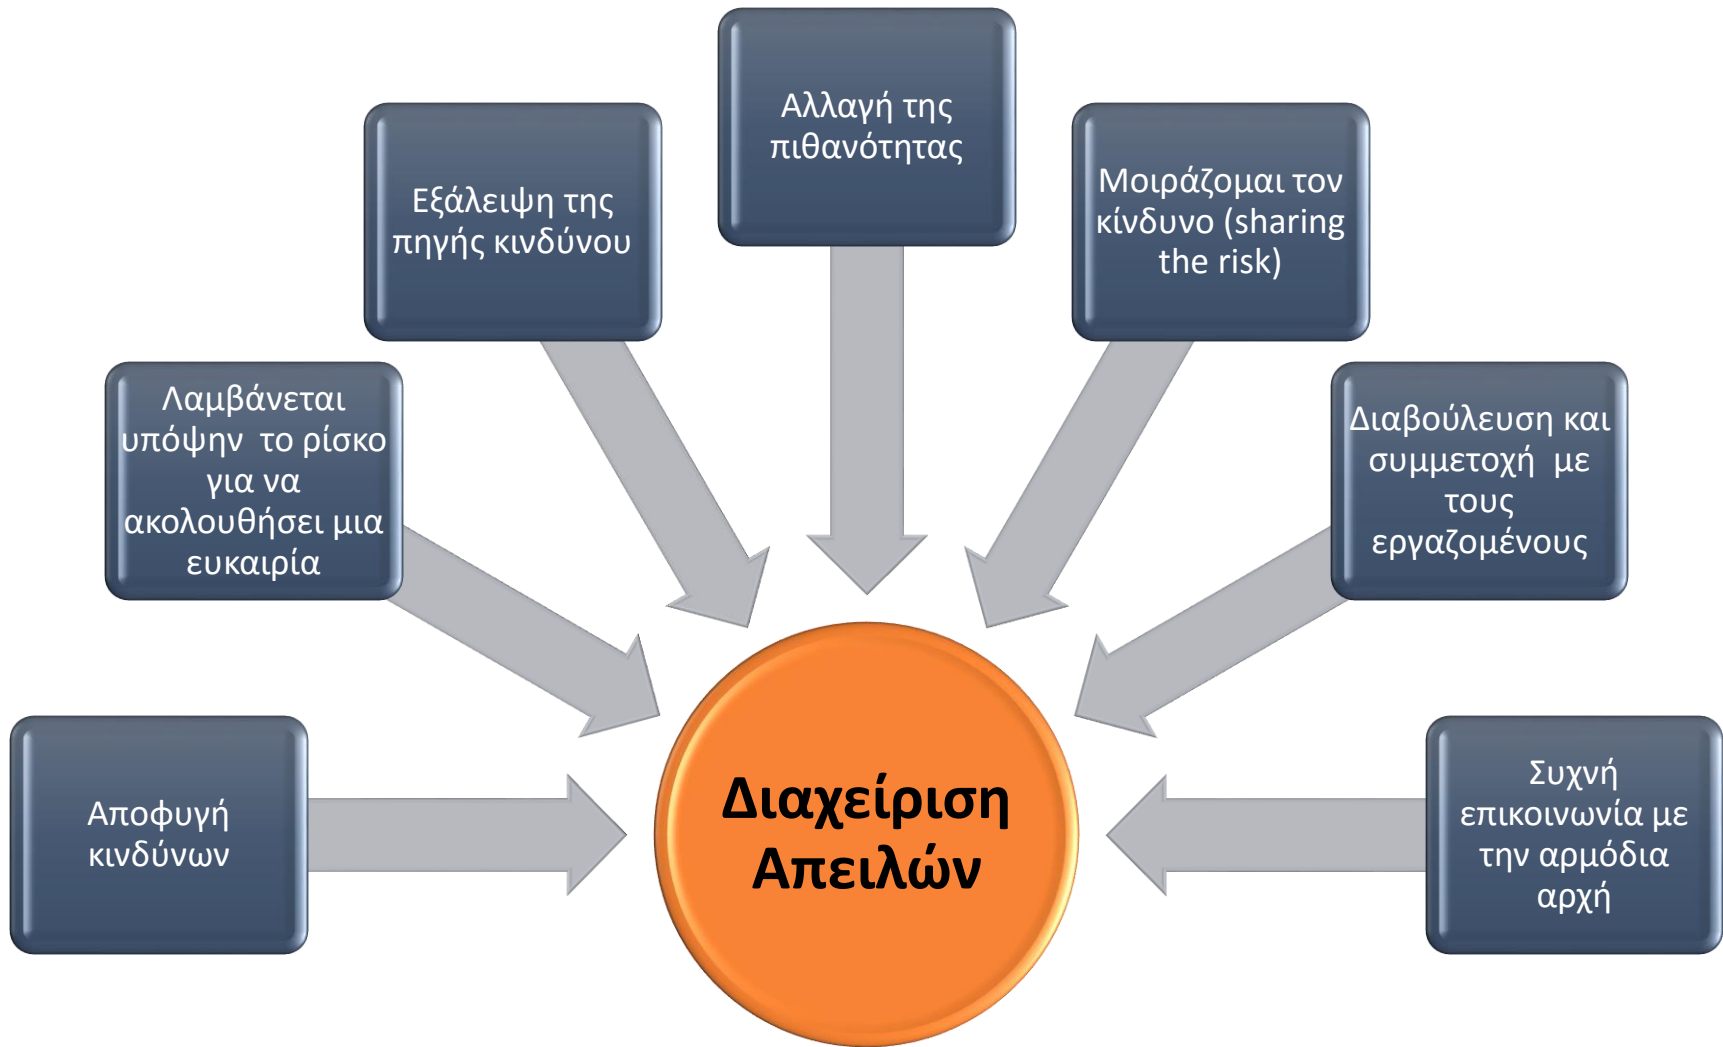 Αλλαγή της
πιθανότητας
Εξάλειψη της
πηγής κινδύνου
Μοιράζομαι τον
κίνδυνο (sharing
the risk)
Λαμβάνεται
υπόψην  το ρίσκο
για να
ακολουθήσει μια
ευκαιρία
Διαβούλευση και
συμμετοχή  με
τους
εργαζομένους
Αποφυγή
κινδύνων
Διαχείριση
Απειλών
Συχνή
επικοινωνία με
την αρμόδια
αρχή